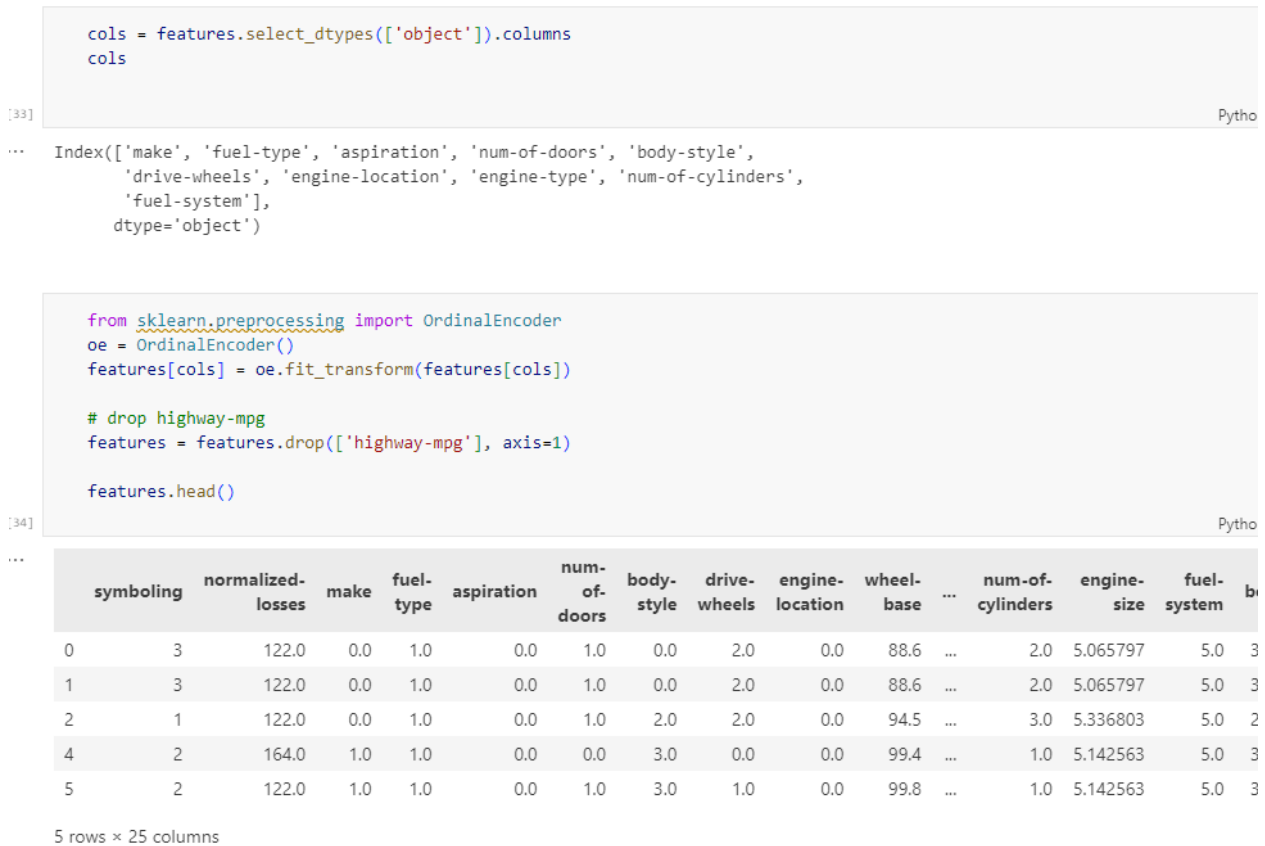 cols = features.select_dtypes(['object']).columns
cols
[33]
Pytho
... Index(['make', 'fuel-type', 'aspiration', 'num-of-doors', 'body-style',
'drive-wheels', 'engine-location', 'engine-type', 'num-of-cylinders',
'fuel-system'],
dtype='object')
from sklearn.preprocessing import OrdinalEncoder
oe = OrdinalEncoder()
features[cols] = oe.fit_transform(features[cols])
# drop highway-mpg
features = features.drop(['highway-mpg'], axis=1)
features.head()
[34]
Pytho
...
symboling normalized-losses make fuel-type aspiration num-of-doors body-style drive-wheels engine-location wheel-base ... num-of-cylinders engine-size fuel-system
0 3 122.0 0.0 1.0 0.0 1.0 0.0 2.0 0.0 88.6 ... 2.0 5.065797 5.0 3
1 3 122.0 0.0 1.0 0.0 1.0 0.0 2.0 0.0 88.6 ... 2.0 5.065797 5.0 3
2 1 122.0 0.0 1.0 0.0 1.0 2.0 2.0 0.0 94.5 ... 3.0 5.336803 5.0 2
4 2 164.0 1.0 1.0 0.0 0.0 3.0 0.0 0.0 99.4 ... 1.0 5.142563 5.0 3
5 2 122.0 1.0 1.0 0.0 1.0 3.0 1.0 0.0 99.8 ... 1.0 5.142563 5.0 3
5 rows × 25 columns